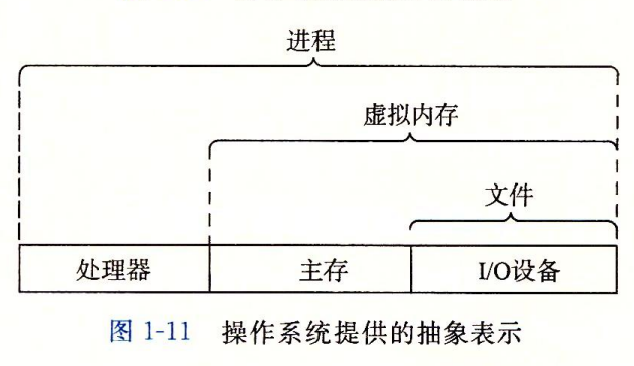 进程
虚拟内存
文件
处理器 主存 I/O设备
图 1-11 操作系统提供的抽象表示